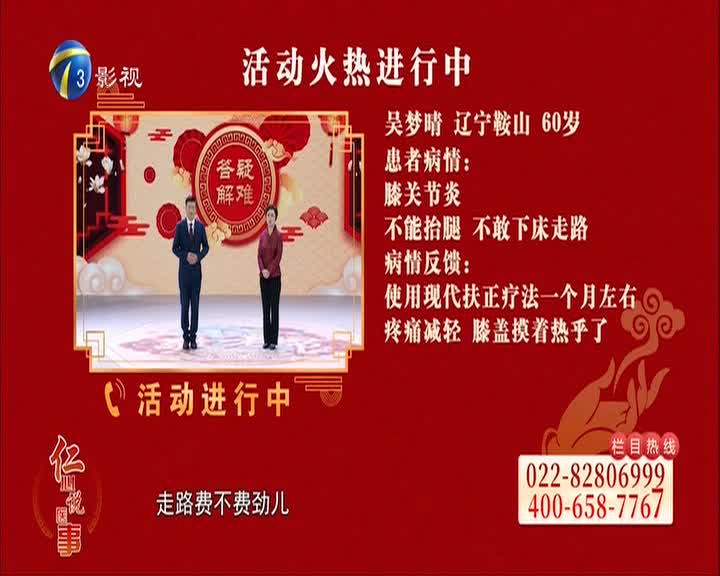 3影视
活动火热进行中
答疑
解难
吴梦晴 辽宁鞍山 60岁
患者病情：
膝关节炎
不能抬腿 不敢下床走路
病情反馈：
使用现代扶正疗法一个月左右
疼痛减轻 膝盖摸着热乎了
活动进行中
栏目热线
022-82806999
400-658-7767
仁心说医事
走路费不费劲儿